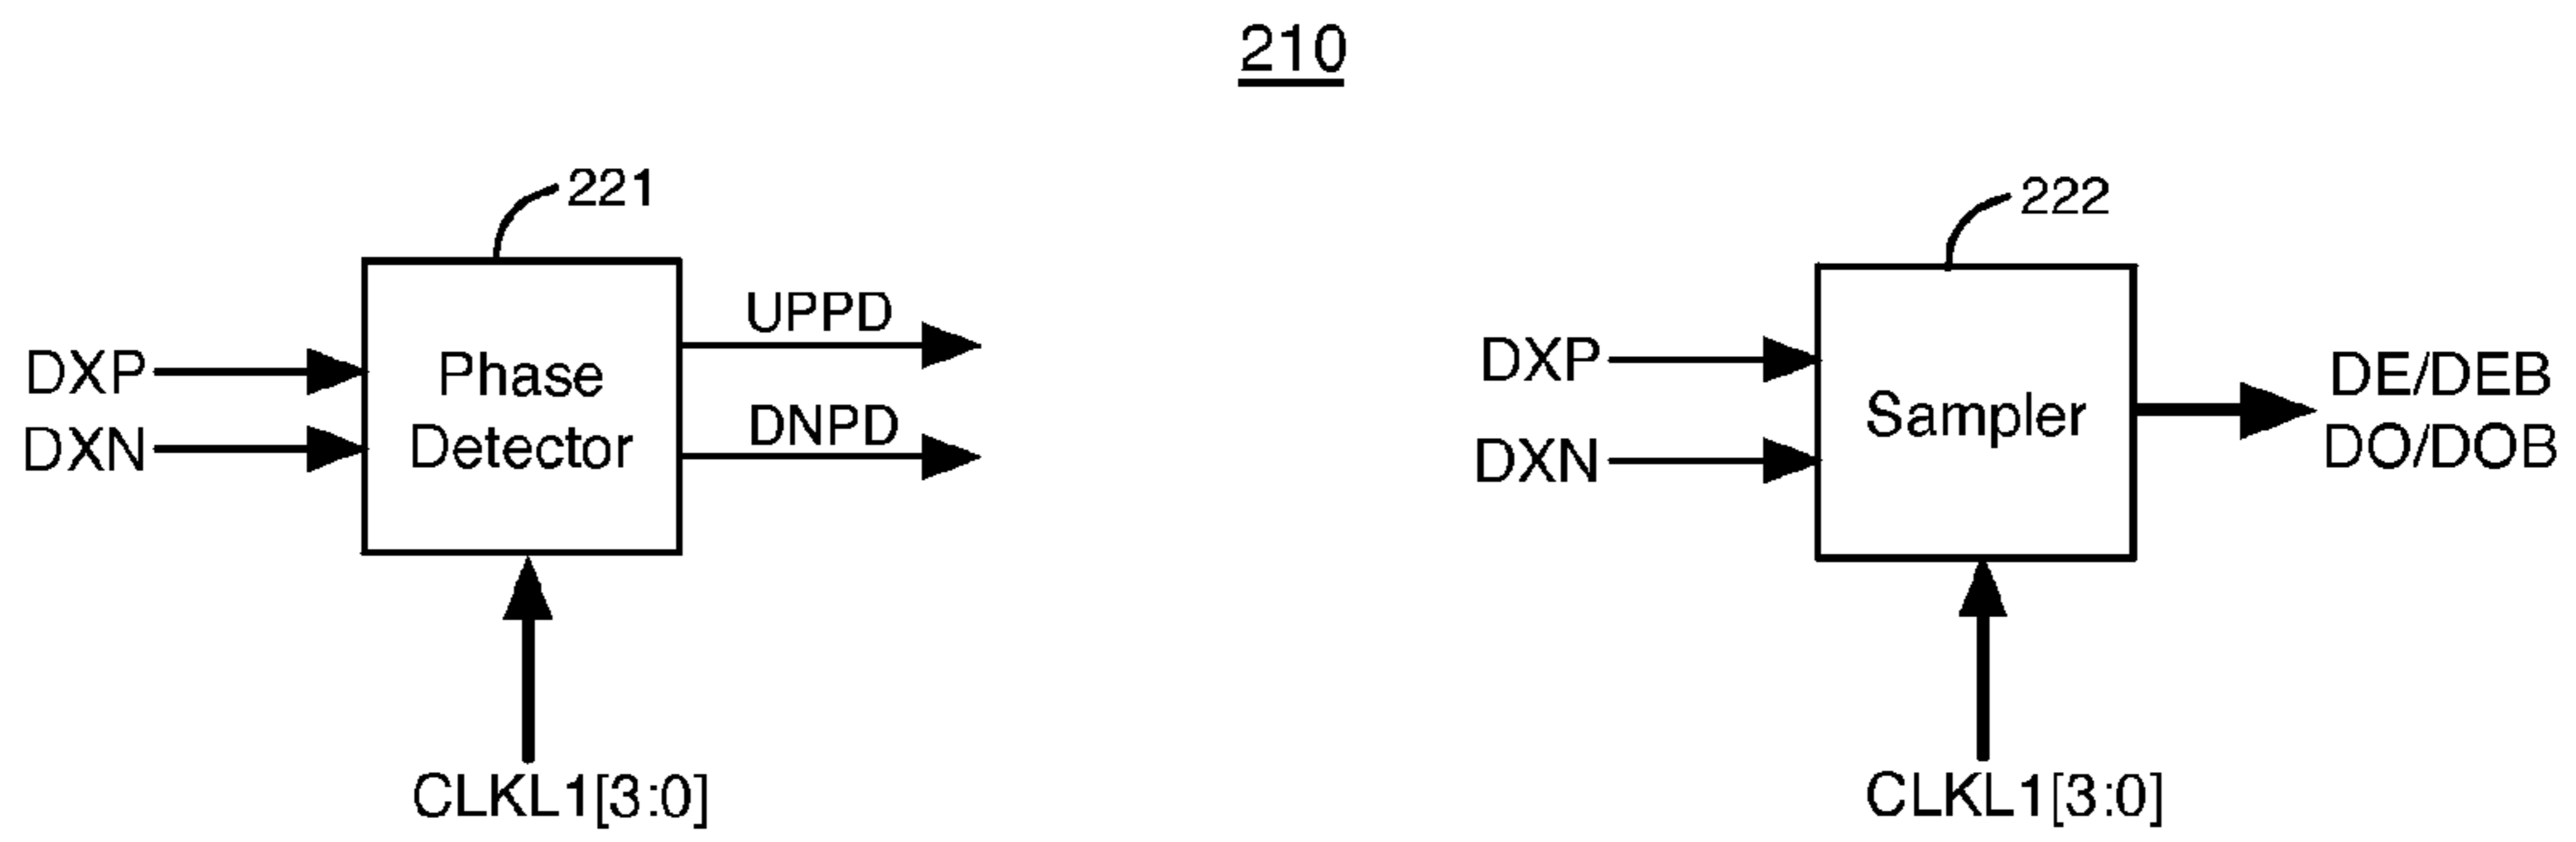 210
221
DXP
DXN
Phase
Detector
UPPD
DNPD
CLKL1[3:0]
222
DXP
DXN
Sampler
DE/DEB
DO/DOB
CLKL1[3:0]